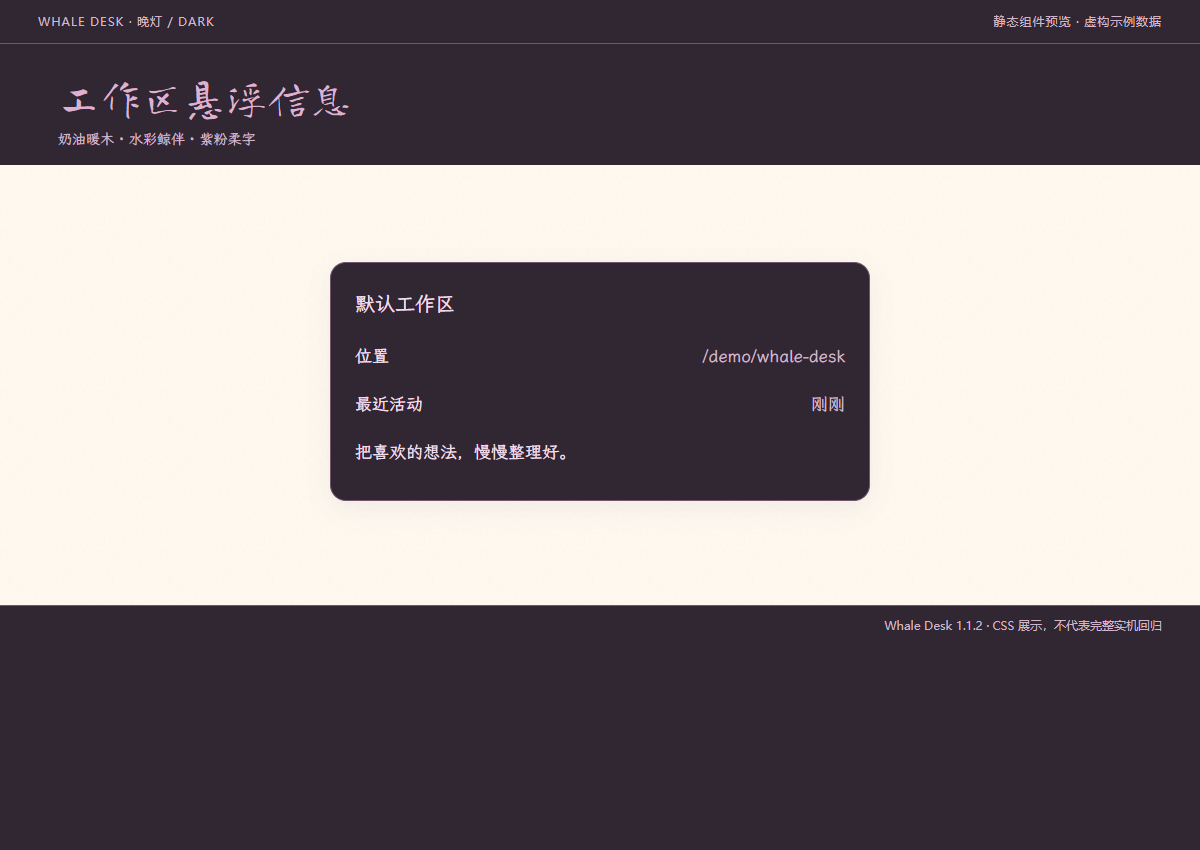 WHALE DESK · 晚灯 / DARK
静态组件预览 · 虚构示例数据
工作区悬浮信息
奶油暖木 · 水彩鲸伴 · 紫粉柔字
默认工作区
位置 /demo/whale-desk
最近活动 刚刚
把喜欢的想法，慢慢整理好。
Whale Desk 1.1.2 · CSS 展示，不代表完整实机回归